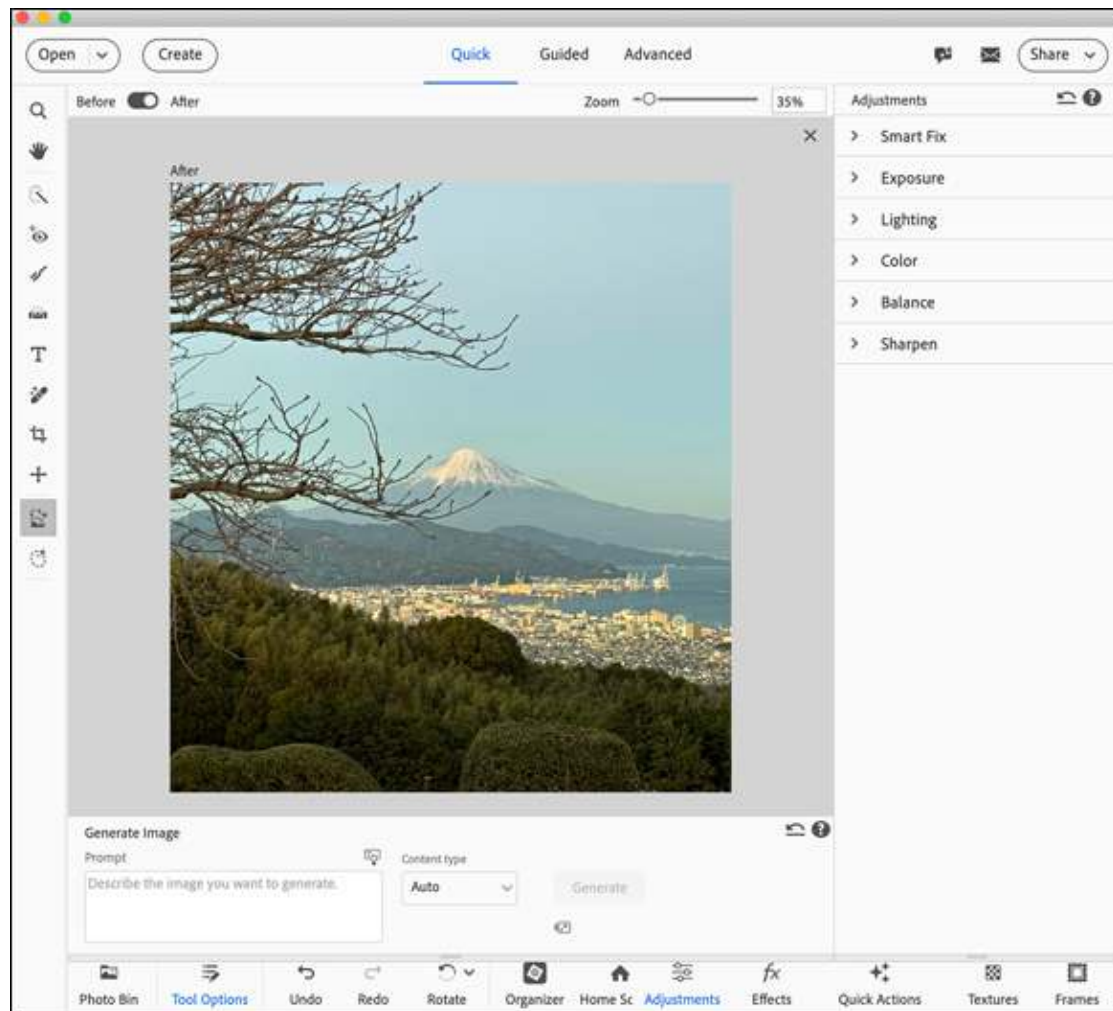 Open
Create
Quick
Guided
Advanced
Share
Before
After
Zoom
35%
Adjustments
After
Smart Fix
Exposure
Lighting
Color
Balance
Sharpen
Generate Image
Prompt
Content type
Describe the image you want to generate.
Auto
Generate
Photo Bin
Tool Options
Undo
Redo
Rotate
Organizer
Home Sc
Adjustments
Effects
Quick Actions
Textures
Frames